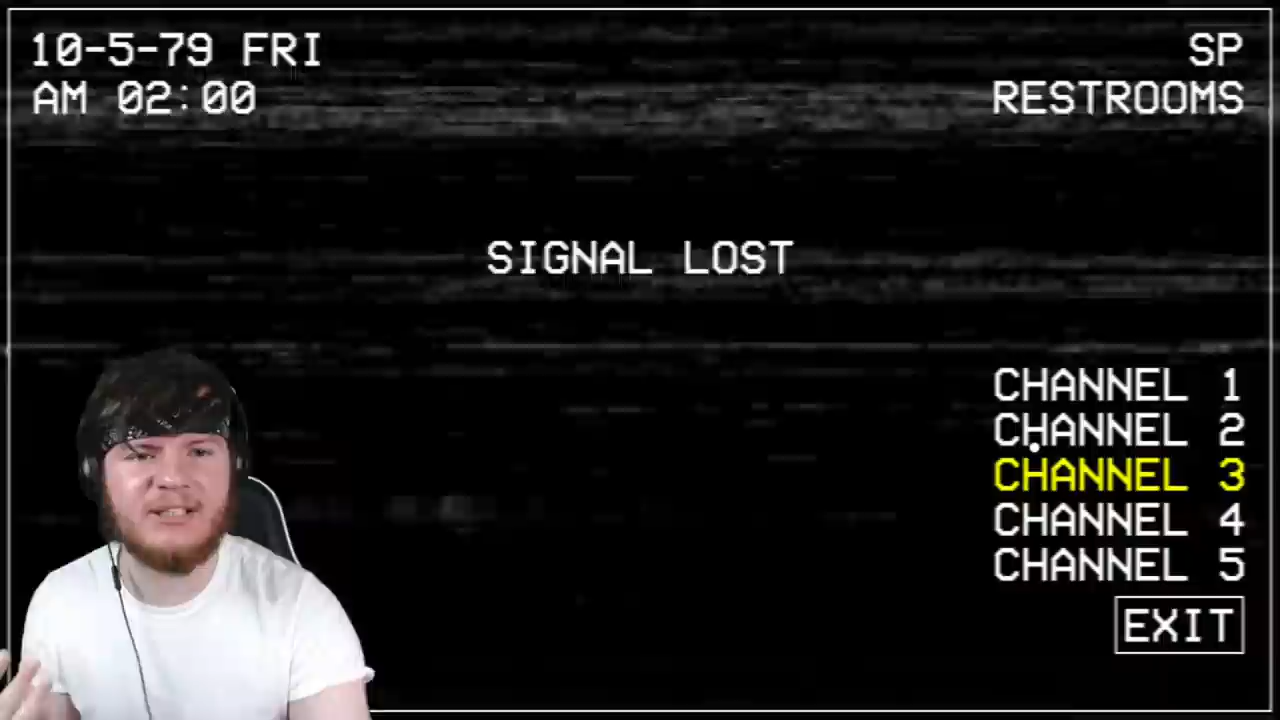 10-5-79 FRI
AM 02:00
SP
RESTROOMS
SIGNAL LOST
CHANNEL 1
CHANNEL 2
CHANNEL 3
CHANNEL 4
CHANNEL 5
EXIT